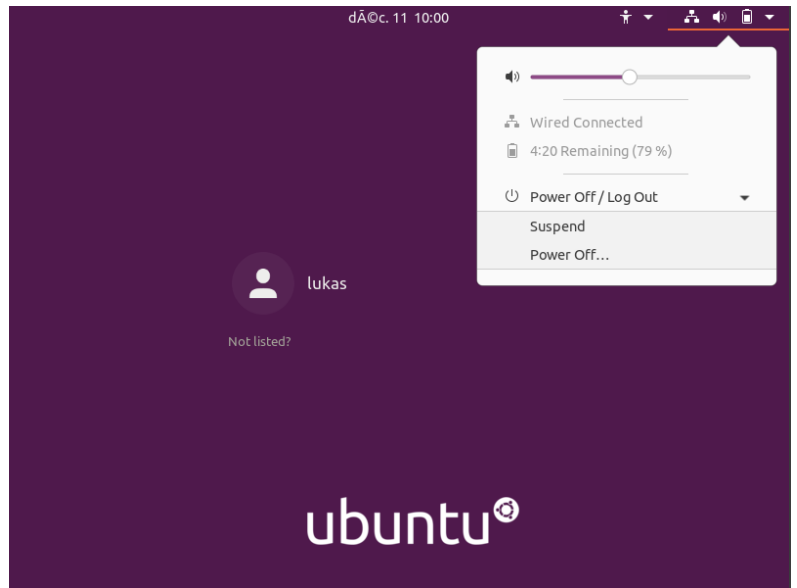 dÃ©c. 11 10:00
Wired Connected
4:20 Remaining (79 %)
Power Off / Log Out
Suspend
Power Off...
lukas
Not listed?
ubuntu